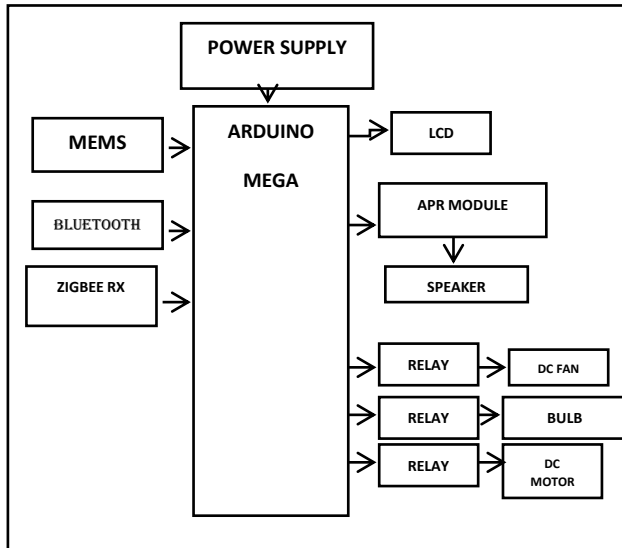 POWER SUPPLY
ARDUINO
MEGA
MEMS
BLUETOOTH
ZIGBEE RX
LCD
APR MODULE
SPEAKER
RELAY
DC FAN
RELAY
BULB
RELAY
DC
MOTOR